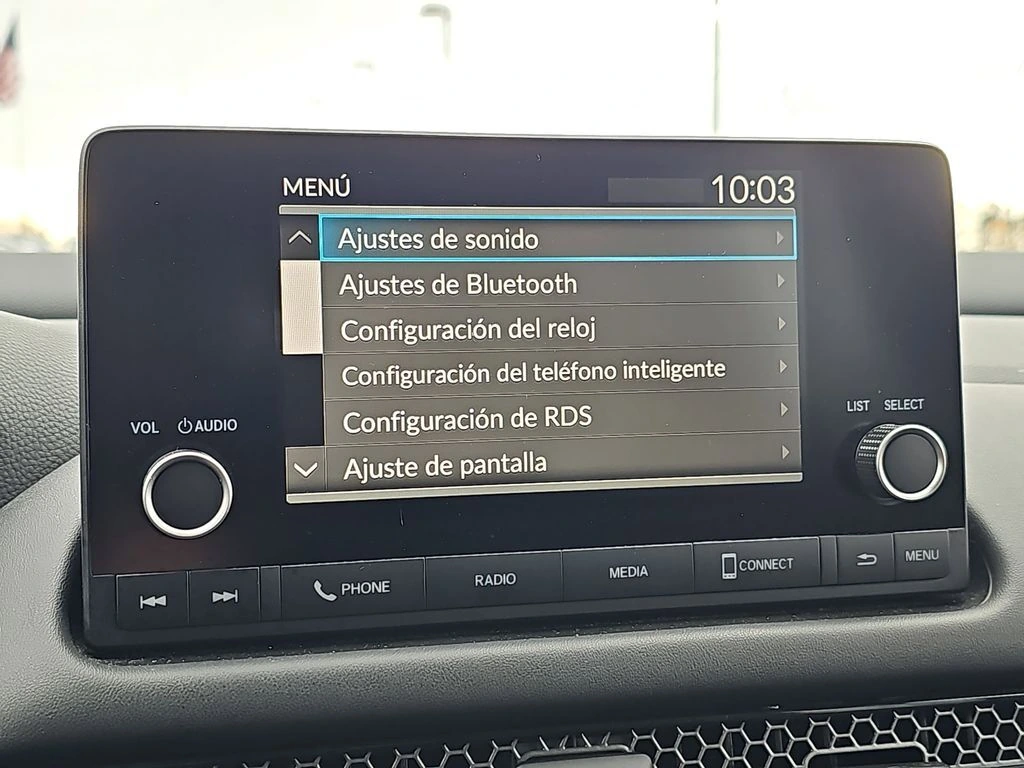 MENÚ 10:03
Ajustes de sonido
Ajustes de Bluetooth
Configuración del reloj
Configuración del teléfono inteligente
Configuración de RDS
Ajuste de pantalla
VOL AUDIO
LIST SELECT
PHONE RADIO MEDIA CONNECT MENU